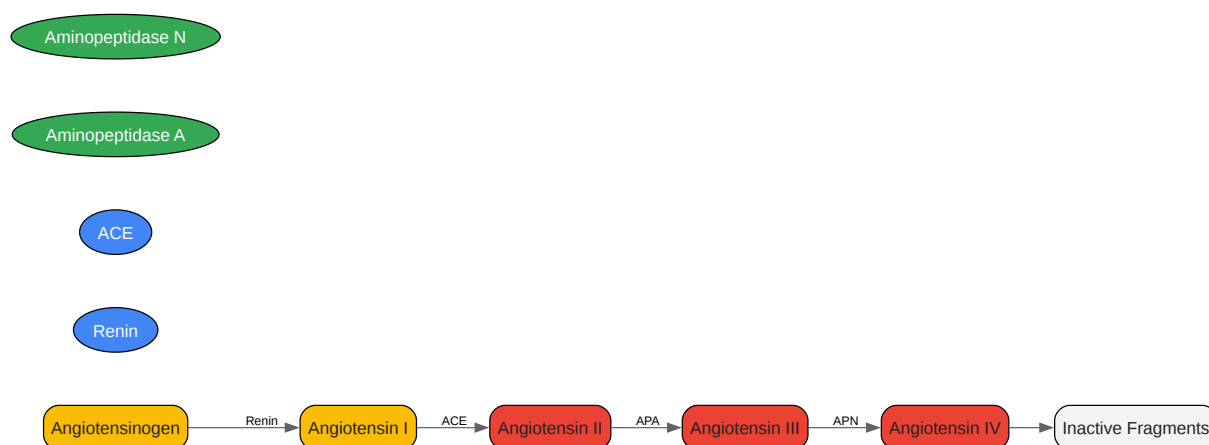 Aminopeptidase N
Aminopeptidase A
ACE
Renin
Angiotensinogen
Renin
Angiotensin I
ACE
Angiotensin II
APA
Angiotensin III
APN
Angiotensin IV
Inactive Fragments